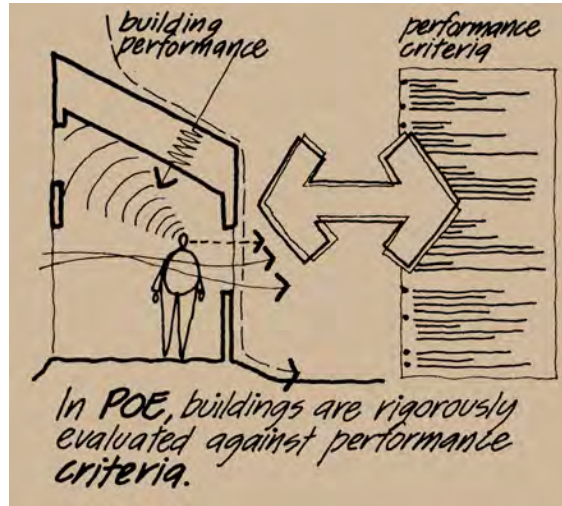 building
performance
performance
criteria
In POE, buildings are rigorously
evaluated against performance
criteria.